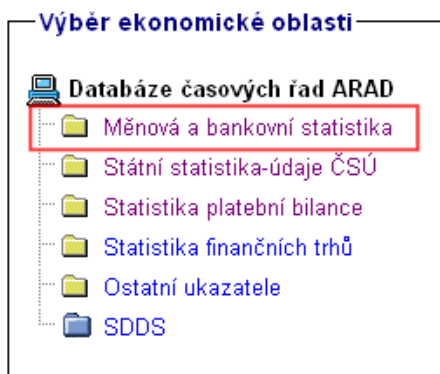 Výběr ekonomické oblasti
Databáze časových řad ARAD
Měnová a bankovní statistika
Státní statistika-údaje ČSÚ
Statistika platební bilance
Statistika finančních trhů
Ostatní ukazatele
SDDS